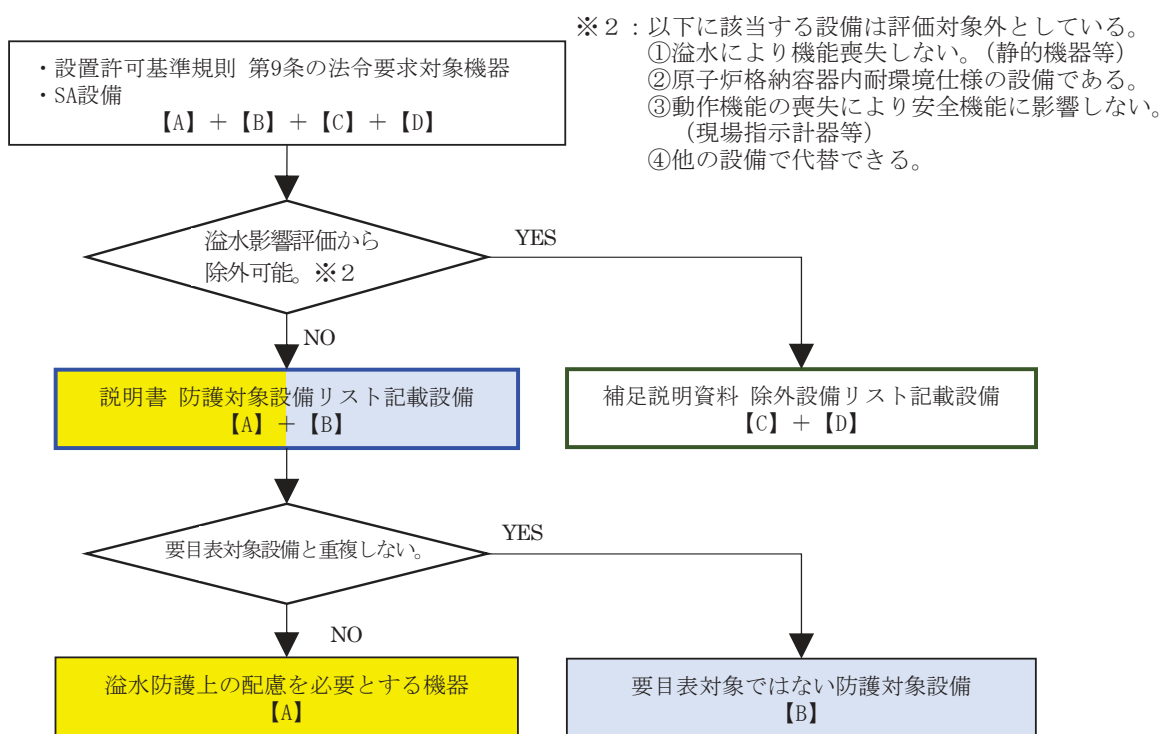 ※２：以下に該当する設備は評価対象外としている。
①溢水により機能喪失しない。（静的機器等）
②原子炉格納容器内耐環境仕様の設備である。
③動作機能の喪失により安全機能に影響しない。
（現場指示計器等）
④他の設備で代替できる。
・設置許可基準規則 第9条の法令要求対象機器
・SA設備
【A】＋【B】＋【C】＋【D】
溢水影響評価から
除外可能。※２
YES
NO
説明書 防護対象設備リスト記載設備
【A】＋【B】
補足説明資料 除外設備リスト記載設備
【C】＋【D】
要目表対象設備と重複しない。
YES
NO
溢水防護上の配慮を必要とする機器
【A】
要目表対象ではない防護対象設備
【B】